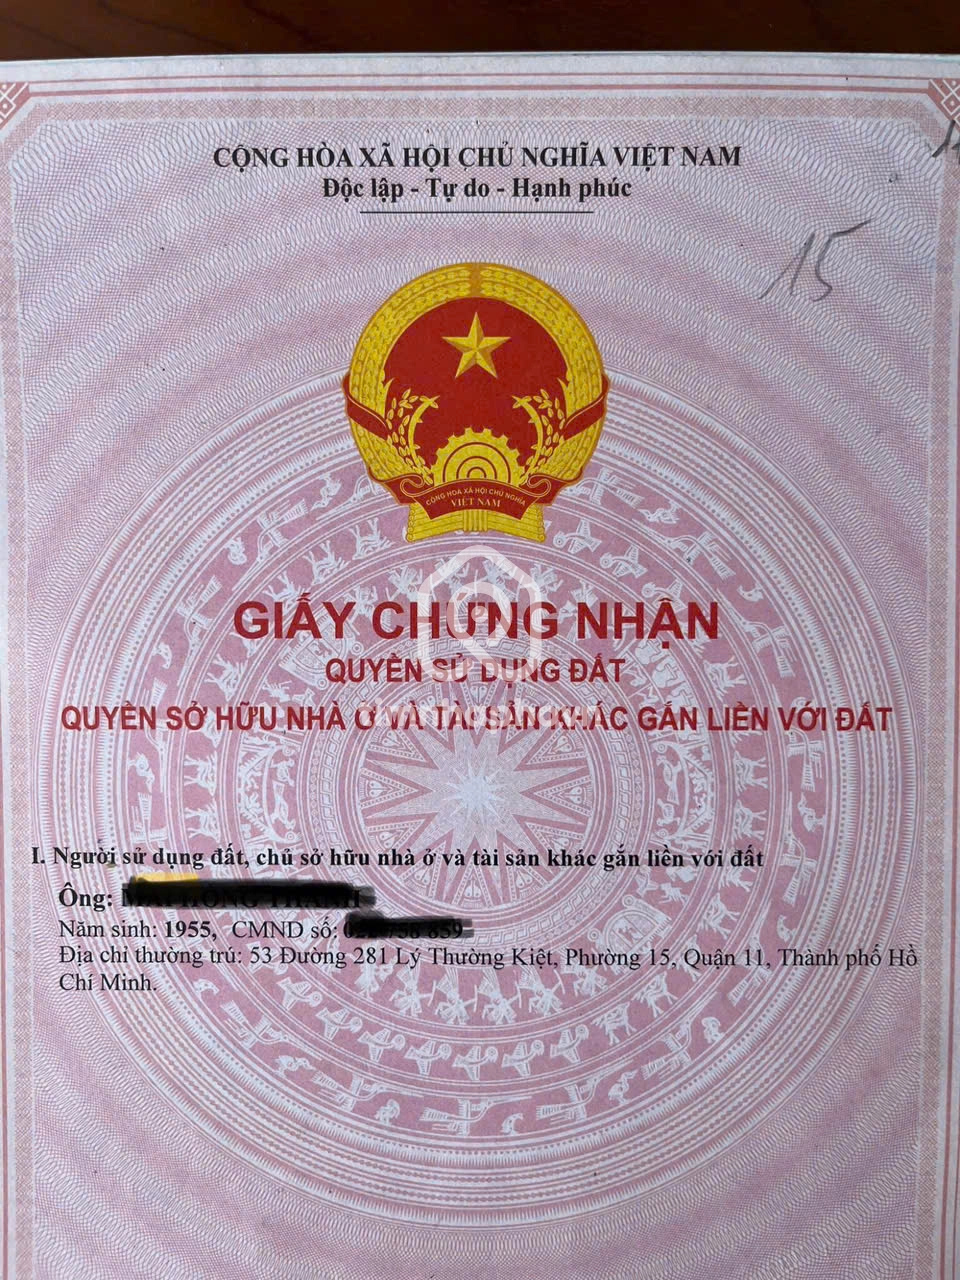 CỘNG HÒA XÃ HỘI CHỦ NGHĨA VIỆT NAM
Độc lập - Tự do - Hạnh phúc
15
CỘNG HÒA XÃ HỘI CHỦ NGHĨA
VIỆT NAM
GIẤY CHỨNG NHẬN
QUYỀN SỬ DỤNG ĐẤT
QUYỀN SỞ HỮU NHÀ Ở VÀ TÀI SẢN KHÁC GẮN LIỀN VỚI ĐẤT
I. Người sử dụng đất, chủ sở hữu nhà ở và tài sản khác gắn liền với đất
Ông:
Năm sinh: 1955, CMND số:
Địa chỉ thường trú: 53 Đường 281 Lý Thường Kiệt, Phường 15, Quận 11, Thành phố Hồ
Chí Minh.